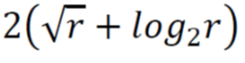 2(√r + log₂r)